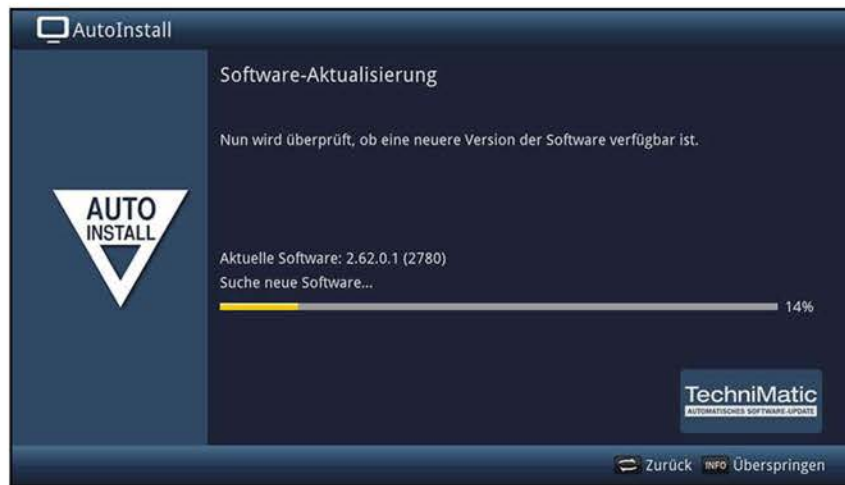 AutoInstall
Software-Aktualisierung
Nun wird überprüft, ob eine neuere Version der Software verfügbar ist.
AUTO
INSTALL
Aktuelle Software: 2.62.0.1 (2780)
Suche neue Software...
14%
TechniMatic
AUTOMATISCHES SOFTWARE-UPDATE
Zurück INFO Überspringen